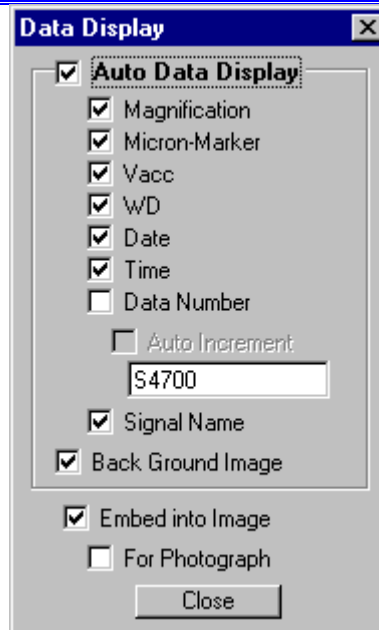 Data Display
Auto Data Display
Magnification
Micron-Marker
Vacc
WD
Date
Time
Data Number
Auto Increment
S4700
Signal Name
Back Ground Image
Embed into Image
For Photograph
Close